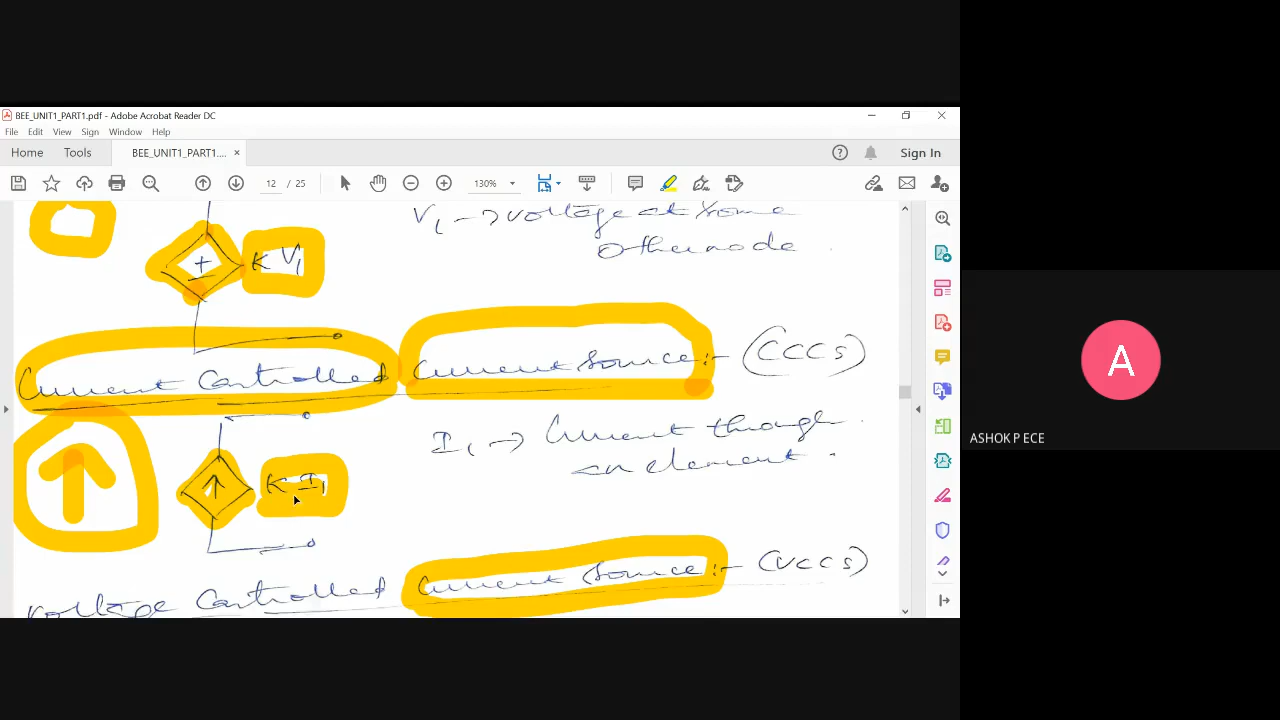 BEE_UNIT1_PART1.pdf - Adobe Acrobat Reader DC
File Edit View Sign Window Help
Home Tools BEE_UNIT1_PART1.... × Sign In
12 / 25 130%
V1 → voltage at some
other node
+
-
K V1
Current Controlled Current Source :- (CCCS)
I1 → Current through
an element.
K I1
Voltage Controlled Current Source :- (VCCS)
A
ASHOK P ECE